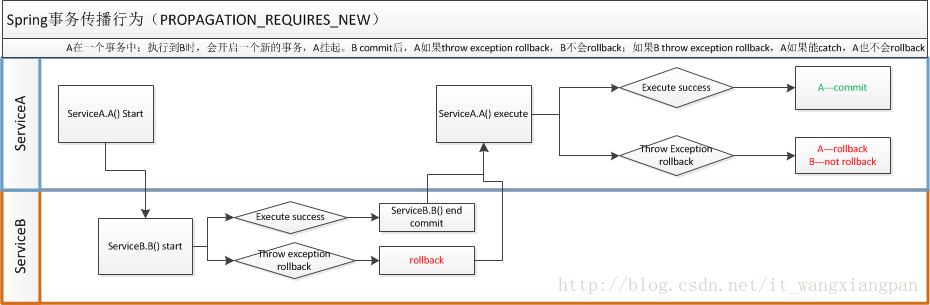 Spring事务传播行为（PROPAGATION_REQUIRES_NEW）
A在一个事务中；执行到B时，会开启一个新的事务，A挂起。B commit后，A如果throw exception rollback，B不会rollback；如果B throw exception rollback，A如果能catch，A也不会rollback
ServiceA
ServiceA.A() Start
ServiceA.A() execute
Execute success
A---commit
Throw Exception
rollback
A---rollback
B---not rollback
ServiceB
ServiceB.B() start
Execute success
ServiceB.B() end
commit
Throw exception
rollback
rollback
http://blog.csdn.net/it_wangxiangpan